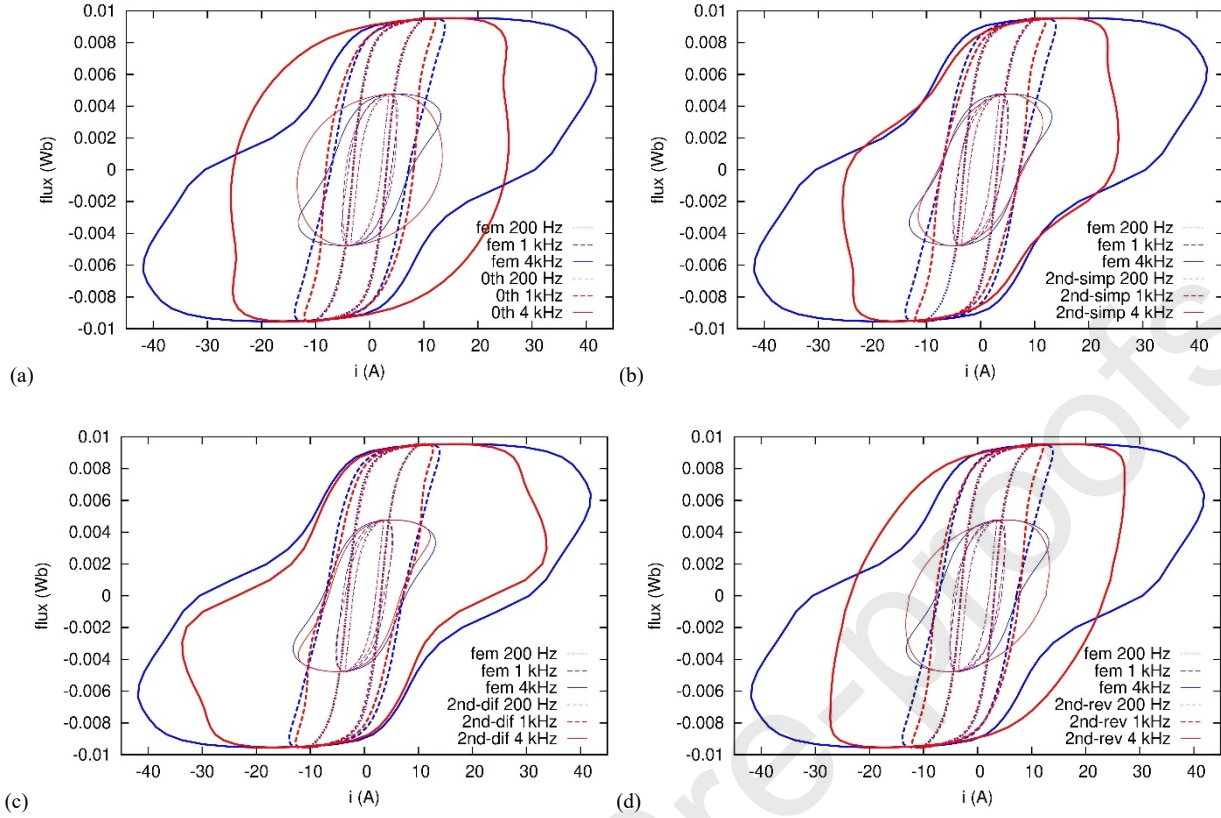 0.01
0.008
0.006
0.004
0.002
0
-0.002
-0.004
-0.006
-0.008
-0.01
flux (Wb)
fem 200 Hz
fem 1 kHz
fem 4kHz
0th 200 Hz
0th 1kHz
0th 4 kHz
-40 -30 -20 -10 0 10 20 30 40
i (A)
(a)
0.01
0.008
0.006
0.004
0.002
0
-0.002
-0.004
-0.006
-0.008
-0.01
flux (Wb)
fem 200 Hz
fem 1 kHz
fem 4kHz
2nd-simp 200 Hz
2nd-simp 1kHz
2nd-simp 4 kHz
-40 -30 -20 -10 0 10 20 30 40
i (A)
(b)
0.01
0.008
0.006
0.004
0.002
0
-0.002
-0.004
-0.006
-0.008
-0.01
flux (Wb)
fem 200 Hz
fem 1 kHz
fem 4kHz
2nd-dif 200 Hz
2nd-dif 1kHz
2nd-dif 4 kHz
-40 -30 -20 -10 0 10 20 30 40
i (A)
(c)
0.01
0.008
0.006
0.004
0.002
0
-0.002
-0.004
-0.006
-0.008
-0.01
flux (Wb)
fem 200 Hz
fem 1 kHz
fem 4kHz
2nd-rev 200 Hz
2nd-rev 1kHz
2nd-rev 4 kHz
-40 -30 -20 -10 0 10 20 30 40
i (A)
(d)
re-proofs